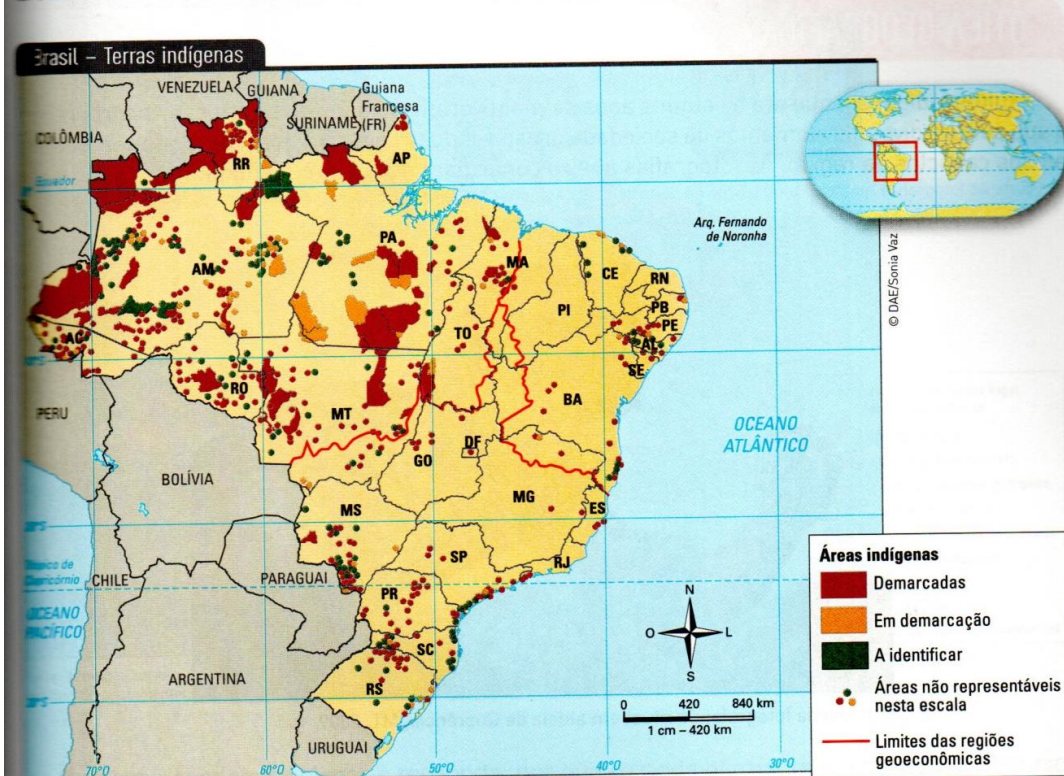 Brasil – Terras indígenas
VENEZUELA
GUIANA
Guiana
Francesa
(FR)
SURINAME
COLÔMBIA
RR
AP
Equador
Arq. Fernando
de Noronha
© DAE/Sonia Vaz
AM
PA
MA
CE
RN
PB
PE
AL
SE
PI
TO
AC
RO
MT
BA
PERU
BOLÍVIA
GO
DF
MG
ES
OCEANO
ATLÂNTICO
MS
SP
RJ
Trópico de
Capricórnio
CHILE
PARAGUAI
PR
OCEANO
PACÍFICO
SC
ARGENTINA
RS
URUGUAI
70°O
60°O
50°O
40°O
30°O
N
O
L
S
0 420 840 km
1 cm – 420 km
Áreas indígenas
Demarcadas
Em demarcação
A identificar
Áreas não representáveis
nesta escala
Limites das regiões
geoeconômicas